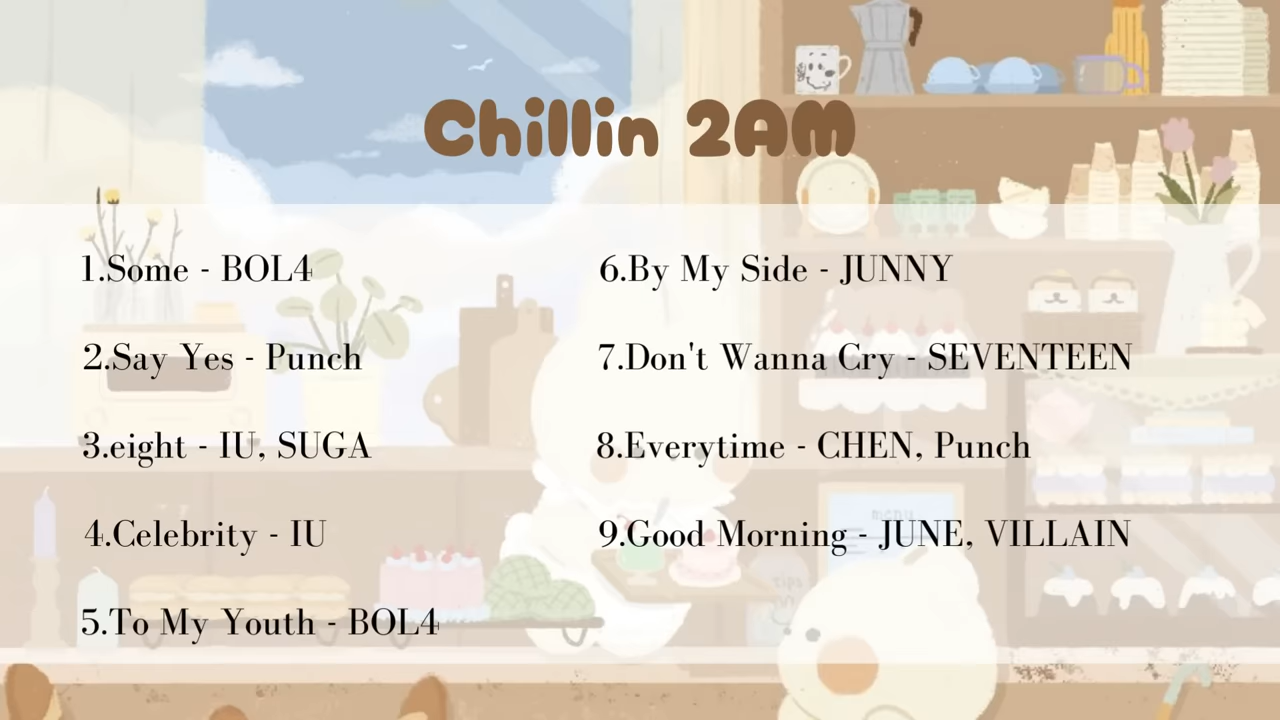 Chillin 2AM
1.Some - BOL4
2.Say Yes - Punch
3.eight - IU, SUGA
4.Celebrity - IU
5.To My Youth - BOL4
6.By My Side - JUNNY
7.Don't Wanna Cry - SEVENTEEN
8.Everytime - CHEN, Punch
9.Good Morning - JUNE, VILLAIN
menu
tips